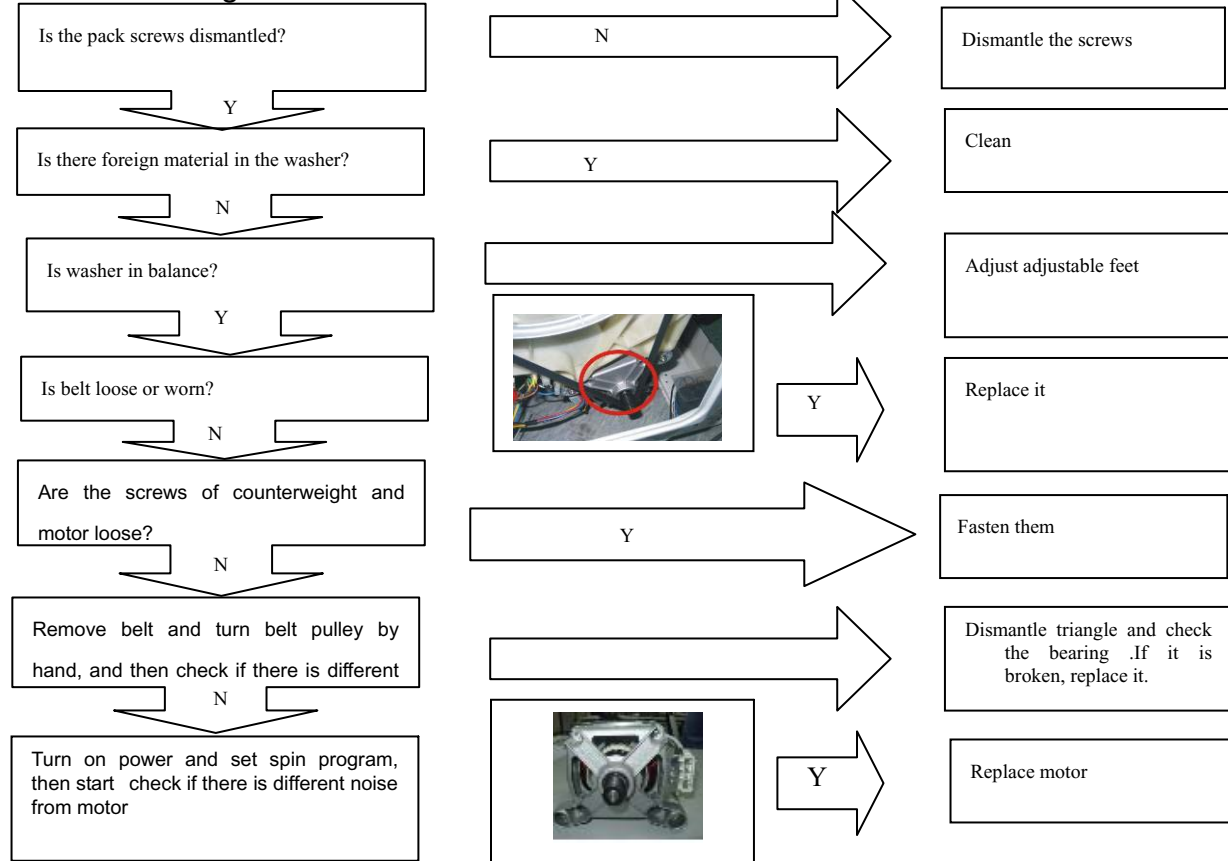 Is the pack screws dismantled?
N
Dismantle the screws
Y
Is there foreign material in the washer?
Y
Clean
N
Is washer in balance?
Adjust adjustable feet
Y
Is belt loose or worn?
Y
Replace it
N
Are the screws of counterweight and
motor loose?
Y
Fasten them
N
Remove belt and turn belt pulley by
hand, and then check if there is different
Dismantle triangle and check
the bearing .If it is
broken, replace it.
N
Turn on power and set spin program,
then start check if there is different noise
from motor
Y
Replace motor